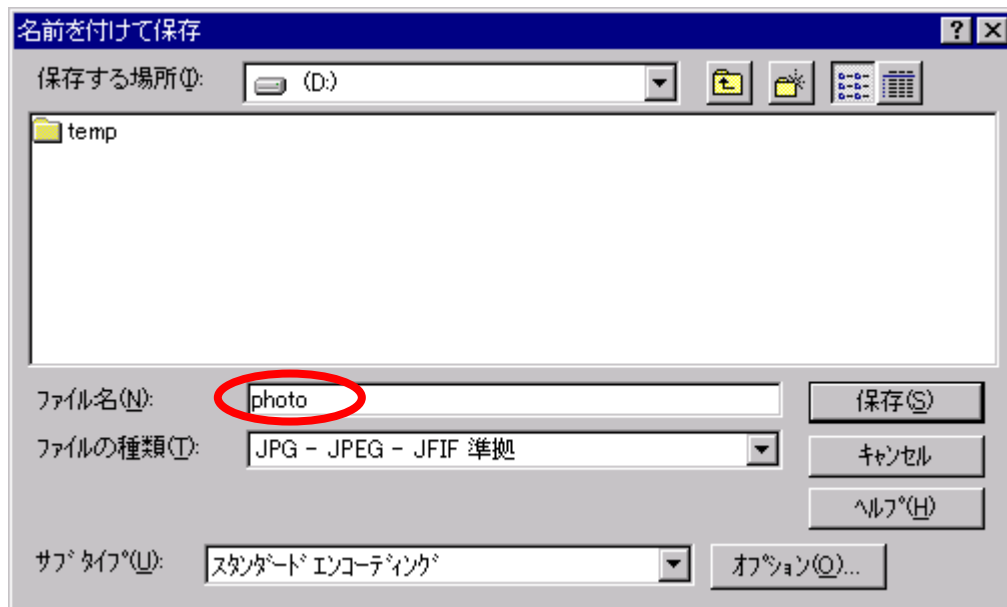 名前を付けて保存
保存する場所(I):
(D:)
temp
ファイル名(N):
photo
保存(S)
ファイルの種類(T):
JPG - JPEG - JFIF 準拠
キャンセル
ヘルプ(H)
サブタイプ(U):
スタンダード エンコーディング
オプション(O)...